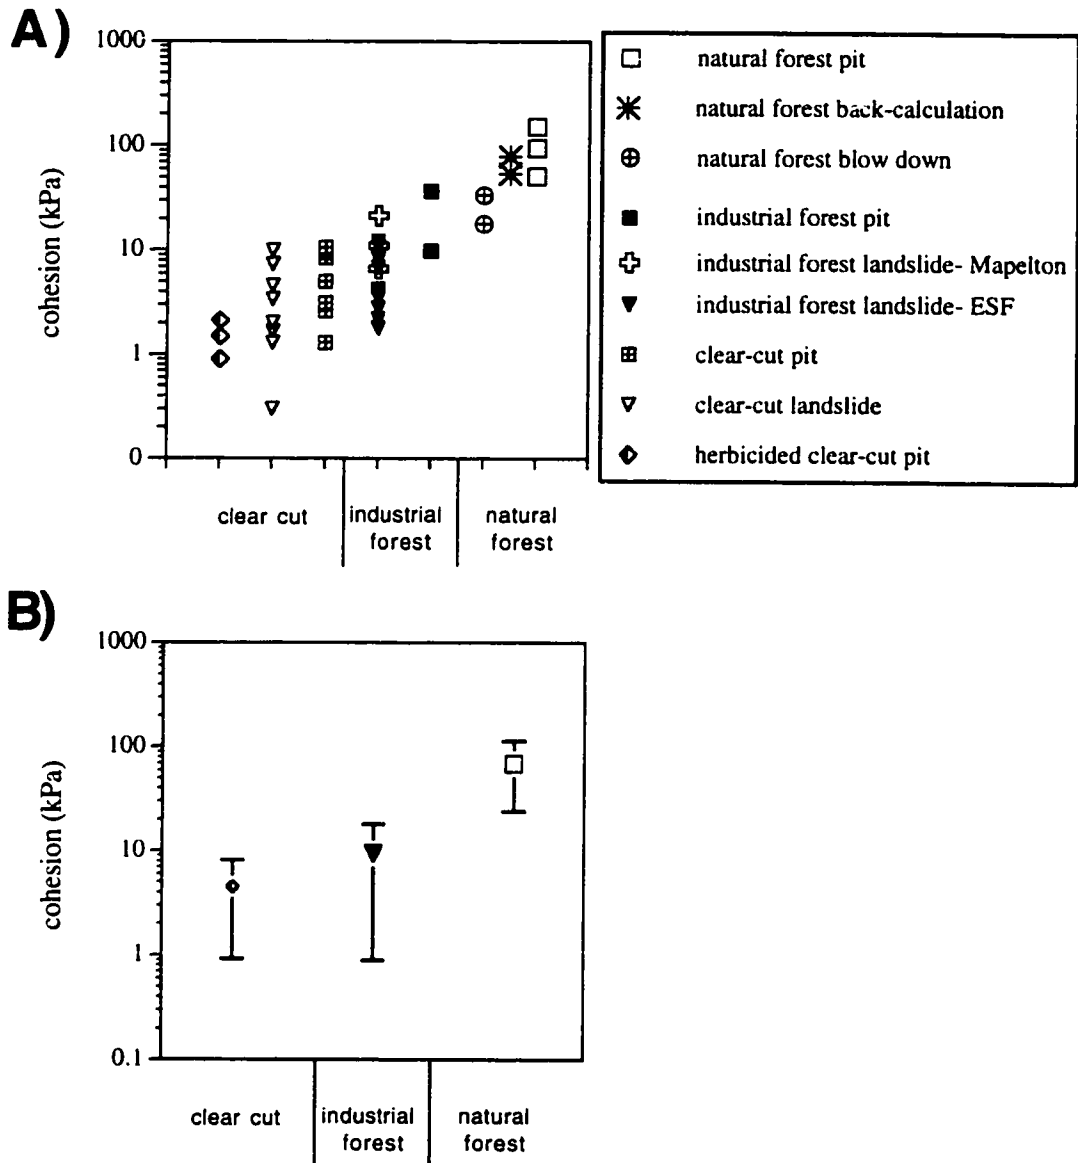 A)
1000
100
10
1
0
cohesion (kPa)
clear cut
industrial
forest
natural
forest
natural forest pit
natural forest back-calculation
natural forest blow down
industrial forest pit
industrial forest landslide- Mapelton
industrial forest landslide- ESF
clear-cut pit
clear-cut landslide
herbicided clear-cut pit
B)
1000
100
10
1
0.1
cohesion (kPa)
clear cut
industrial
forest
natural
forest